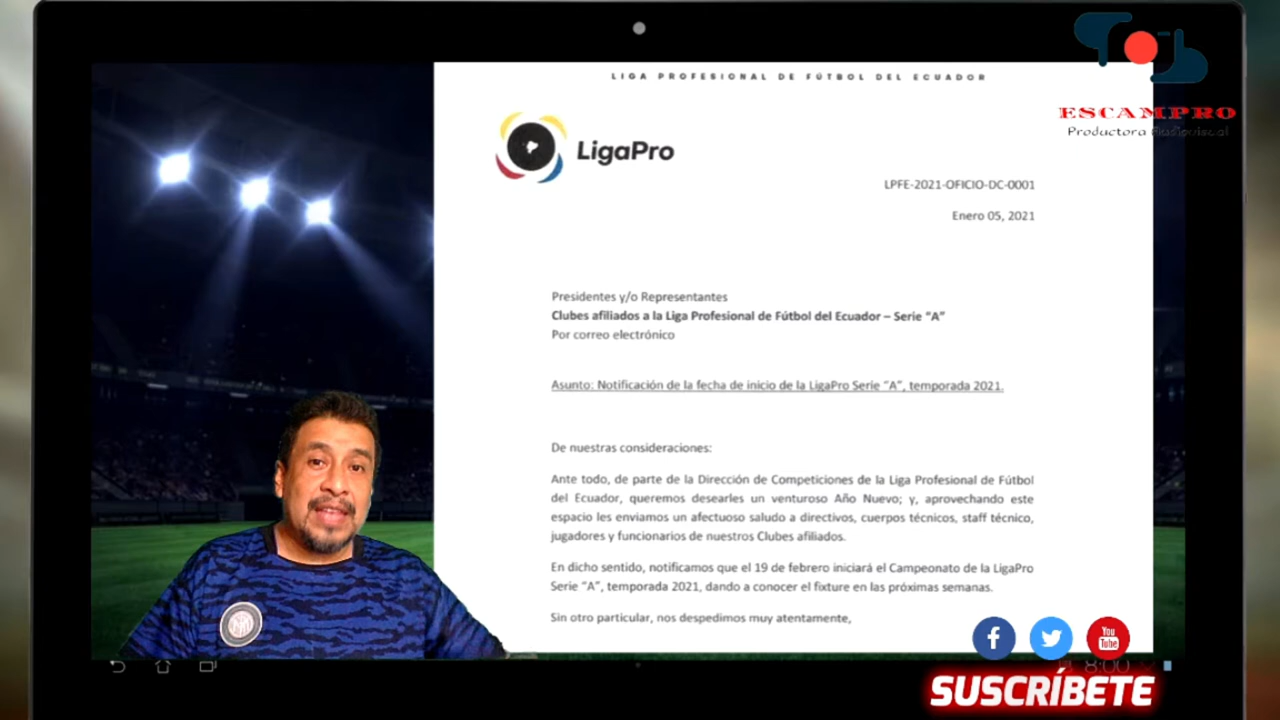 LIGA PROFESIONAL DE FÚTBOL DEL ECUADOR
ESCAMPRO
Productora Audiovisual
LigaPro
LPFE-2021-OFICIO-DC-0001
Enero 05, 2021
Presidentes y/o Representantes
Clubes afiliados a la Liga Profesional de Fútbol del Ecuador – Serie “A”
Por correo electrónico
Asunto: Notificación de la fecha de inicio de la LigaPro Serie “A”, temporada 2021.
De nuestras consideraciones:
Ante todo, de parte de la Dirección de Competiciones de la Liga Profesional de Fútbol
del Ecuador, queremos desearles un venturoso Año Nuevo; y, aprovechando este
espacio les enviamos un afectuoso saludo a directivos, cuerpos técnicos, staff técnico,
jugadores y funcionarios de nuestros Clubes afiliados.
En dicho sentido, notificamos que el 19 de febrero iniciará el Campeonato de la LigaPro
Serie “A”, temporada 2021, dando a conocer el fixture en las próximas semanas.
Sin otro particular, nos despedimos muy atentamente,
You
Tube
8:00
SUSCRÍBETE